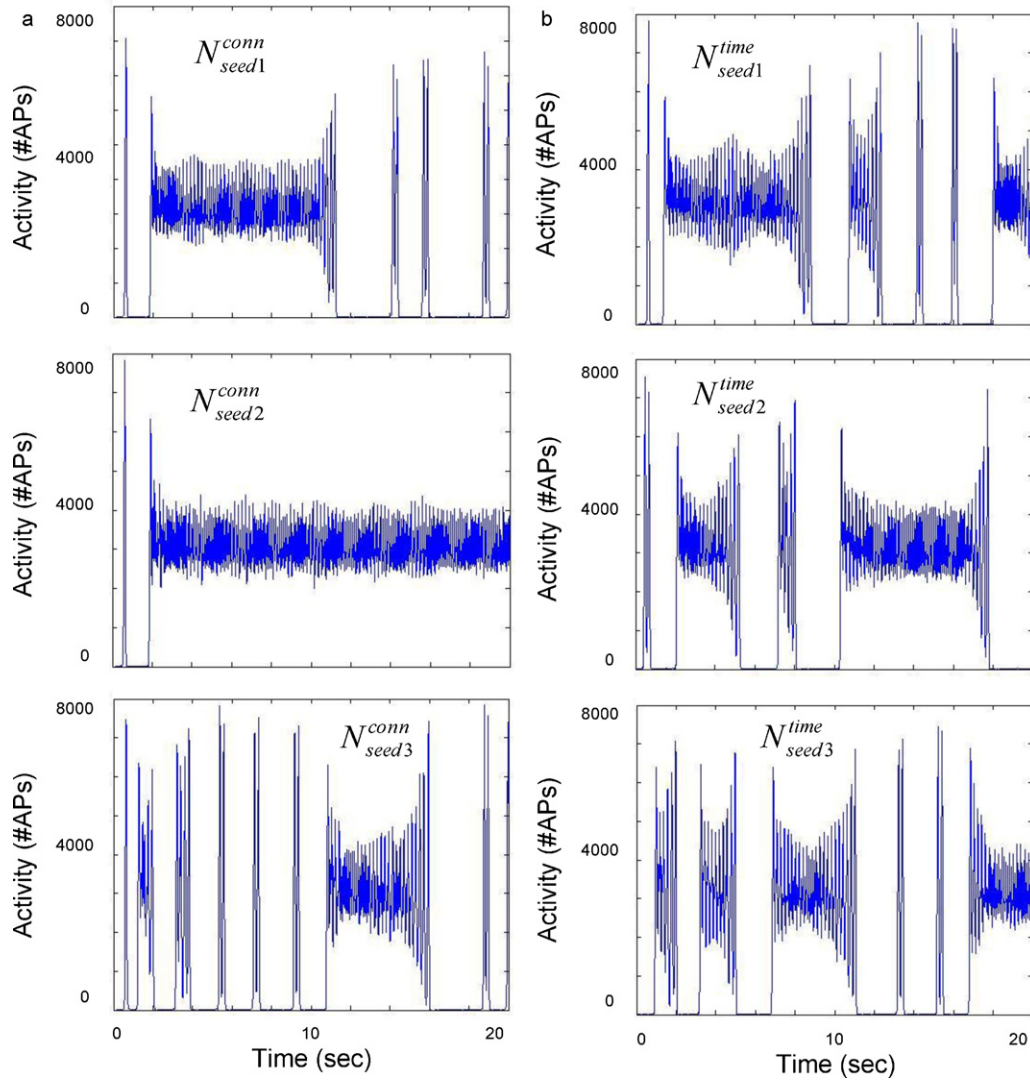 a
8000
4000
0
Activity (#APs)
N conn seed1
b
8000
4000
0
Activity (#APs)
N time seed1
8000
4000
0
Activity (#APs)
N conn seed2
8000
4000
0
Activity (#APs)
N time seed2
8000
4000
0
Activity (#APs)
N conn seed3
0 10 20
Time (sec)
8000
4000
0
Activity (#APs)
N time seed3
0 10 20
Time (sec)